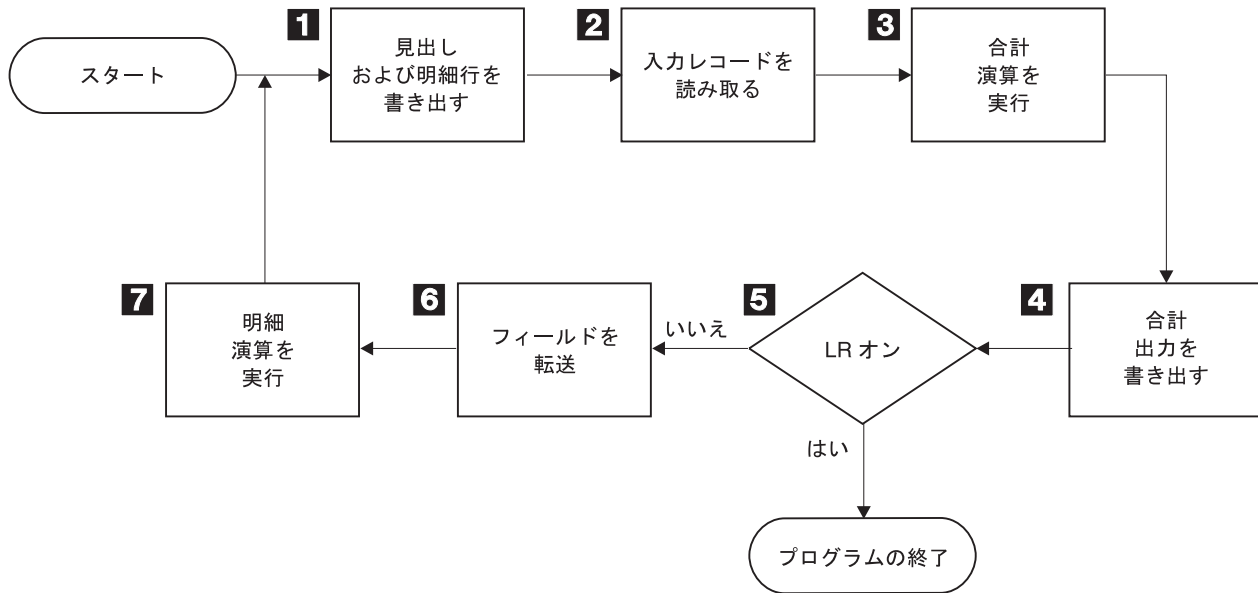 スタート
1
見出し
および明細行を
書き出す
2
入力レコードを
読み取る
3
合計
演算を
実行
4
合計
出力を
書き出す
5
LR オン
いいえ
はい
プログラムの終了
6
フィールドを
転送
7
明細
演算を
実行